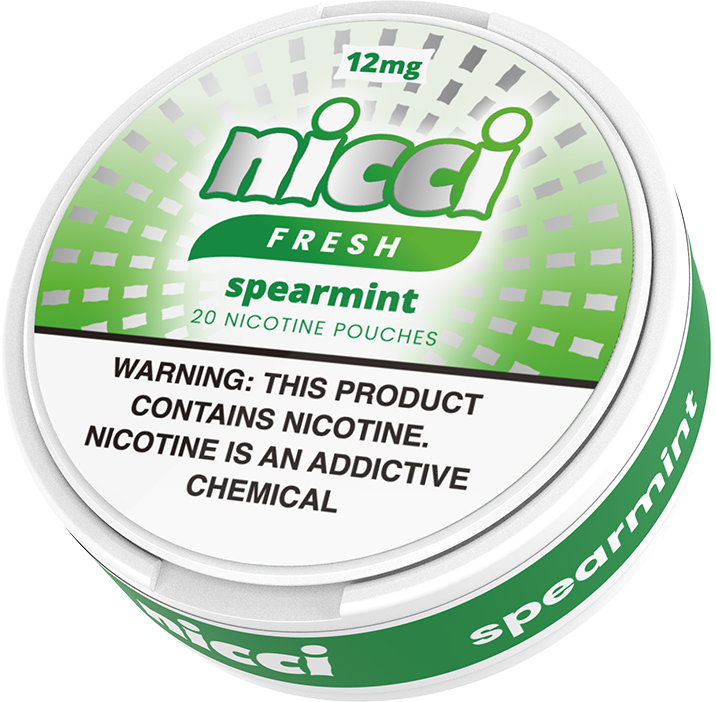 12mg
nicci
FRESH
spearmint
20 NICOTINE POUCHES
WARNING: THIS PRODUCT
CONTAINS NICOTINE.
NICOTINE IS AN ADDICTIVE
CHEMICAL
nicci
spearmint